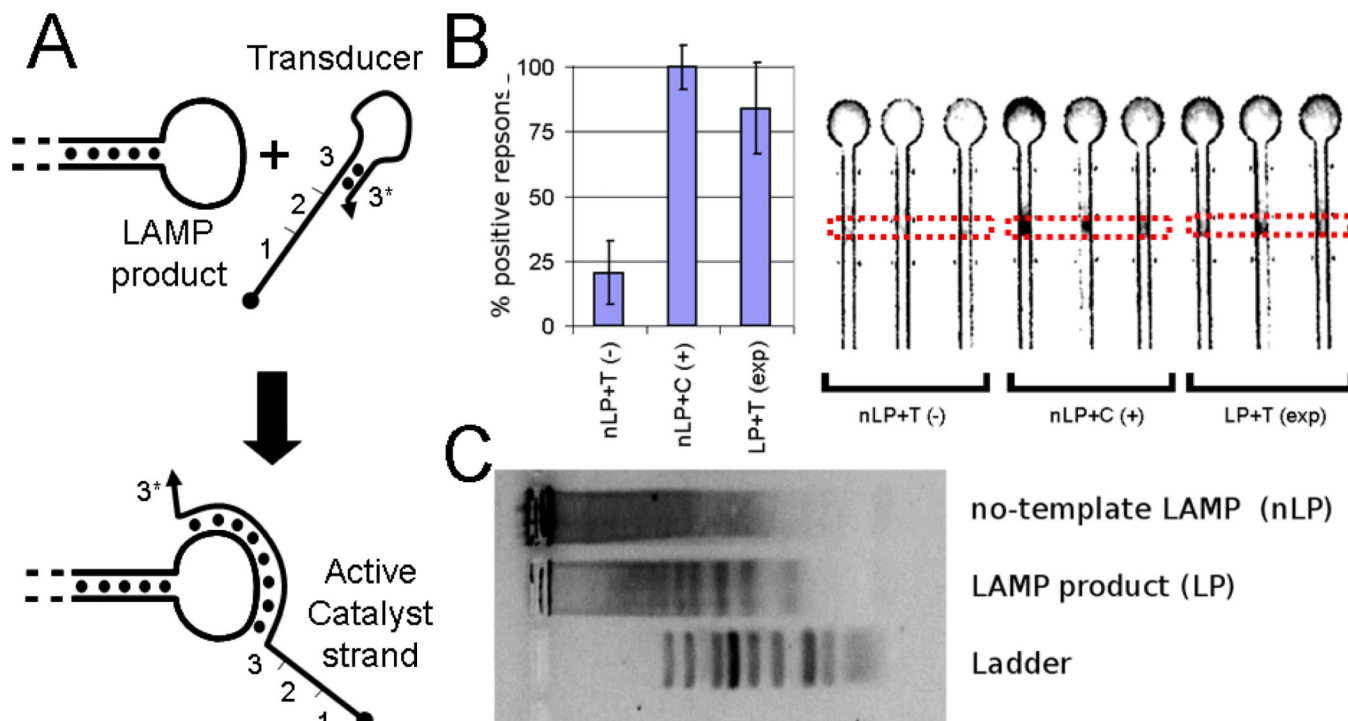 A
Transducer
LAMP
product
+
3
2
1
3*
3*
Active
Catalyst
strand
3
2
1
B
% positive repsons
100
75
50
25
0
nLP+T (-)
nLP+C (+)
LP+T (exp)
nLP+T (-)
nLP+C (+)
LP+T (exp)
C
no-template LAMP (nLP)
LAMP product (LP)
Ladder